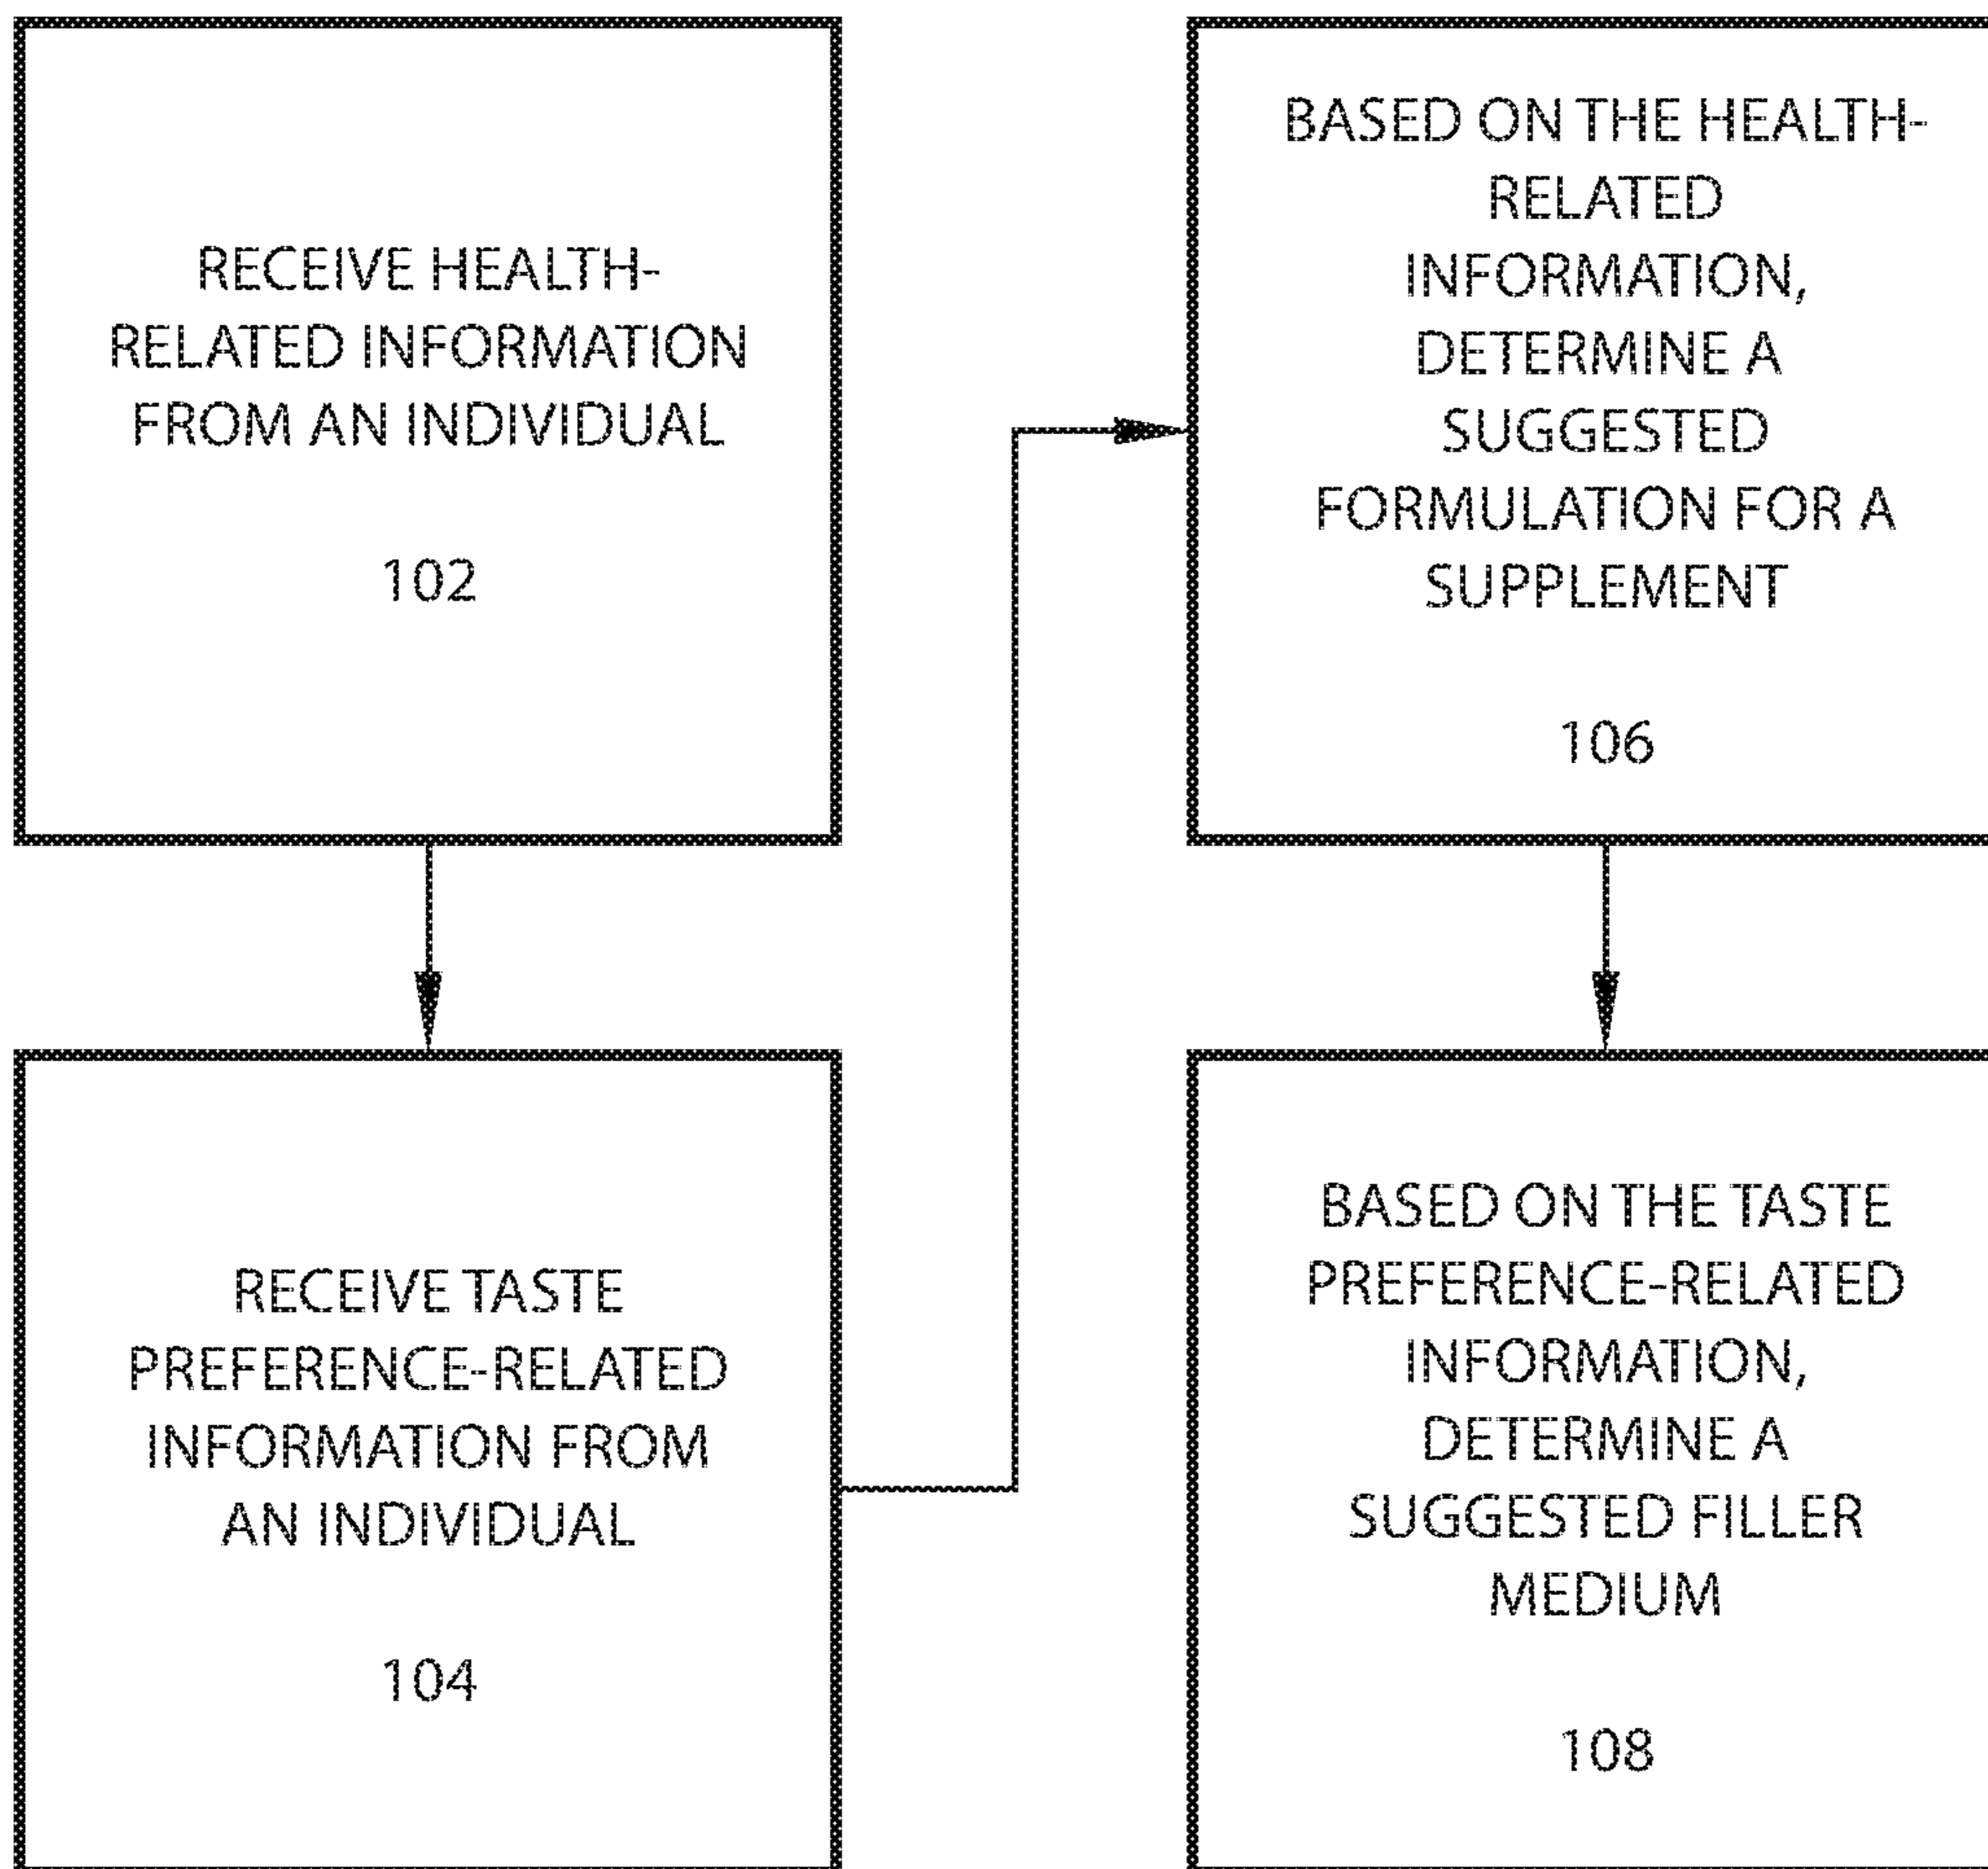 RECEIVE HEALTH-
RELATED INFORMATION
FROM AN INDIVIDUAL
102
RECEIVE TASTE
PREFERENCE-RELATED
INFORMATION FROM
AN INDIVIDUAL
104
BASED ON THE HEALTH-
RELATED
INFORMATION,
DETERMINE A
SUGGESTED
FORMULATION FOR A
SUPPLEMENT
106
BASED ON THE TASTE
PREFERENCE-RELATED
INFORMATION,
DETERMINE A
SUGGESTED FILLER
MEDIUM
108